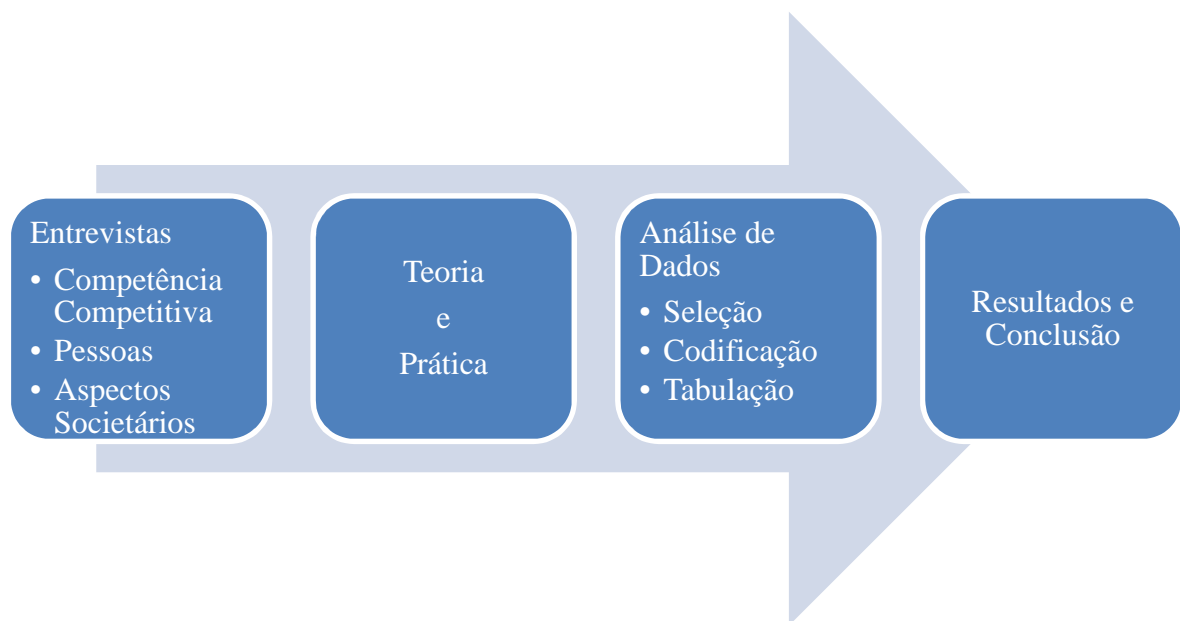 Entrevistas
• Competência
Competitiva
• Pessoas
• Aspectos
Societários
Teoria
e
Prática
Análise de
Dados
• Seleção
• Codificação
• Tabulação
Resultados e
Conclusão